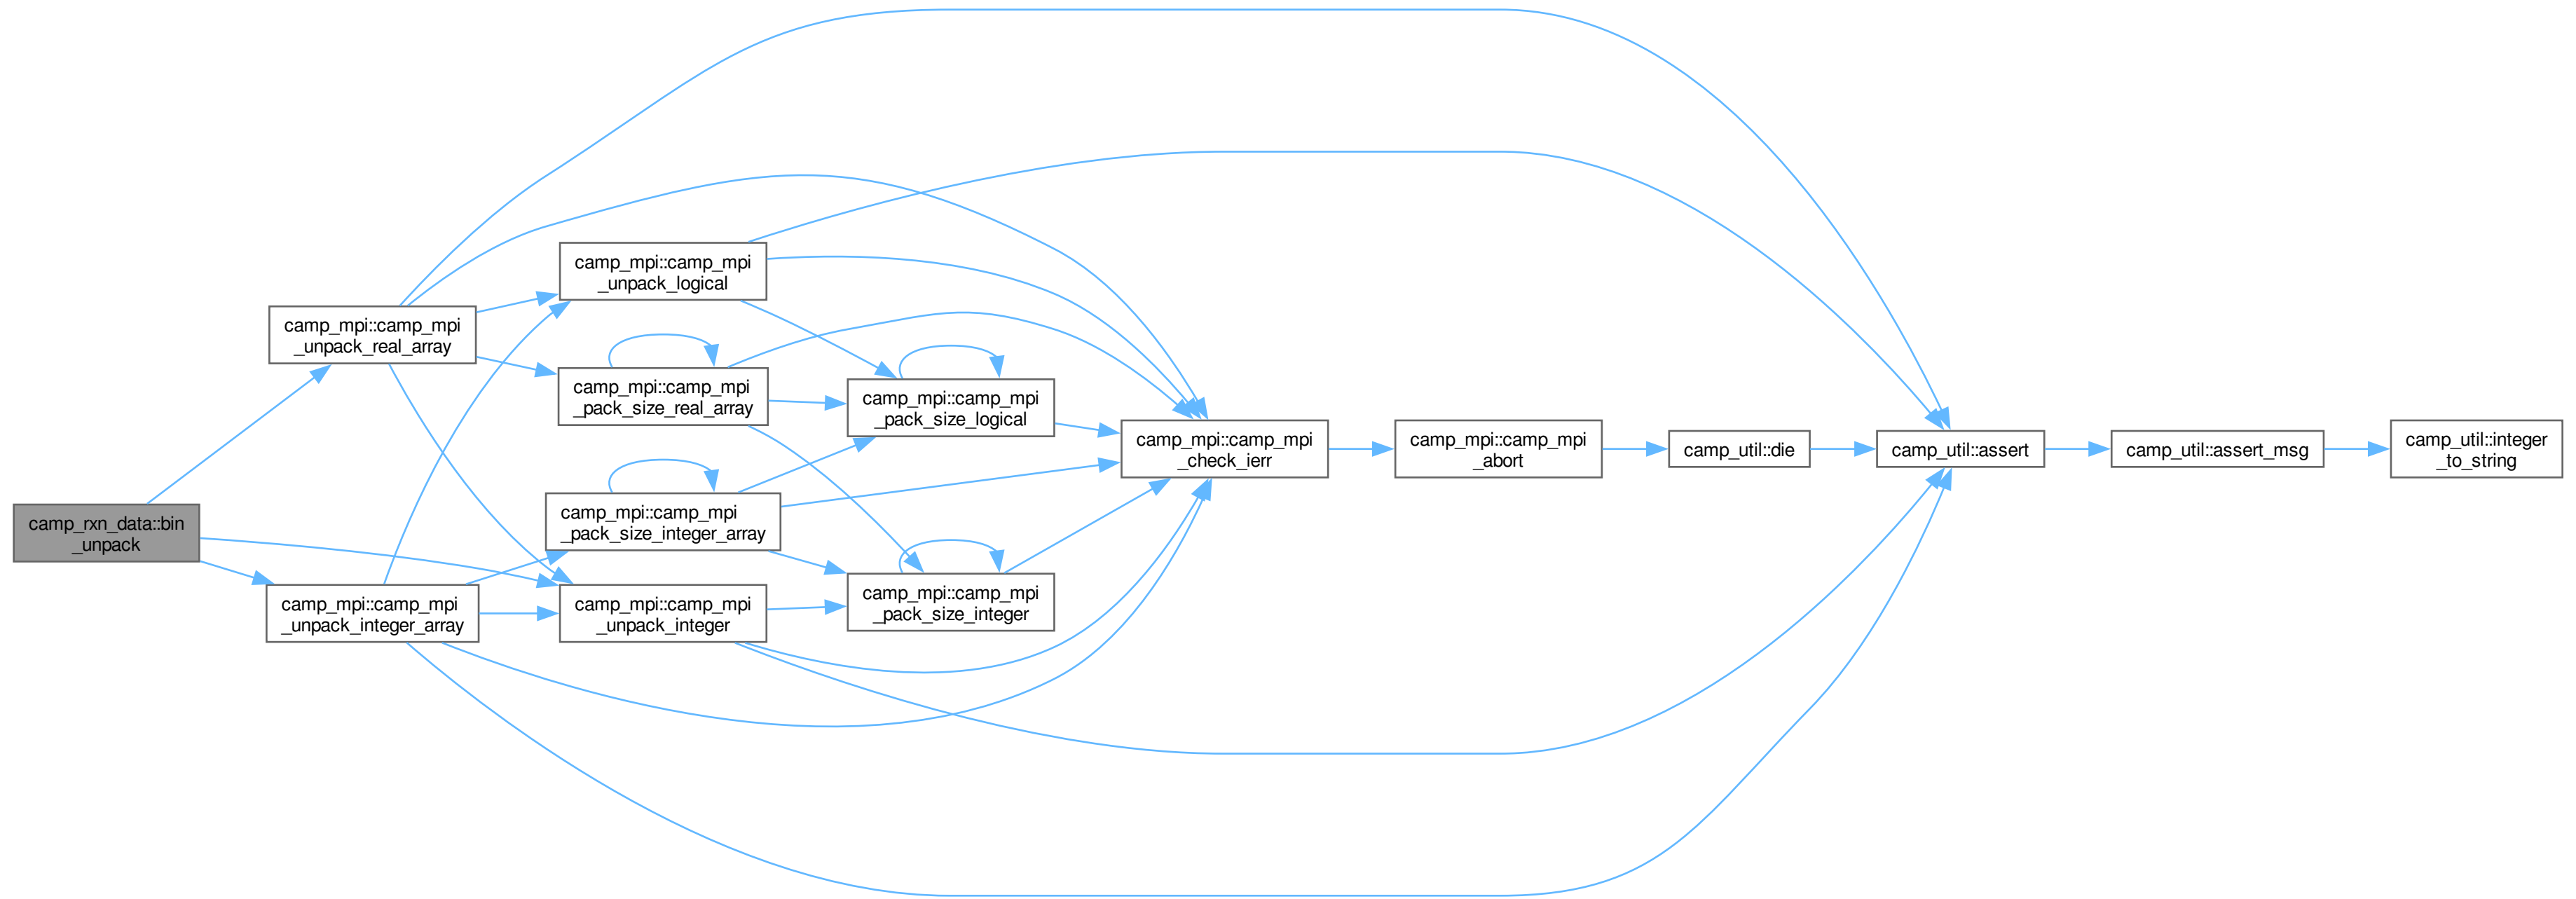 camp_rxn_data::bin
_unpack
camp_mpi::camp_mpi
_unpack_real_array
camp_mpi::camp_mpi
_unpack_integer_array
camp_mpi::camp_mpi
_unpack_logical
camp_mpi::camp_mpi
_pack_size_real_array
camp_mpi::camp_mpi
_pack_size_integer_array
camp_mpi::camp_mpi
_unpack_integer
camp_mpi::camp_mpi
_pack_size_logical
camp_mpi::camp_mpi
_pack_size_integer
camp_mpi::camp_mpi
_check_ierr
camp_mpi::camp_mpi
_abort
camp_util::die
camp_util::assert
camp_util::assert_msg
camp_util::integer
_to_string